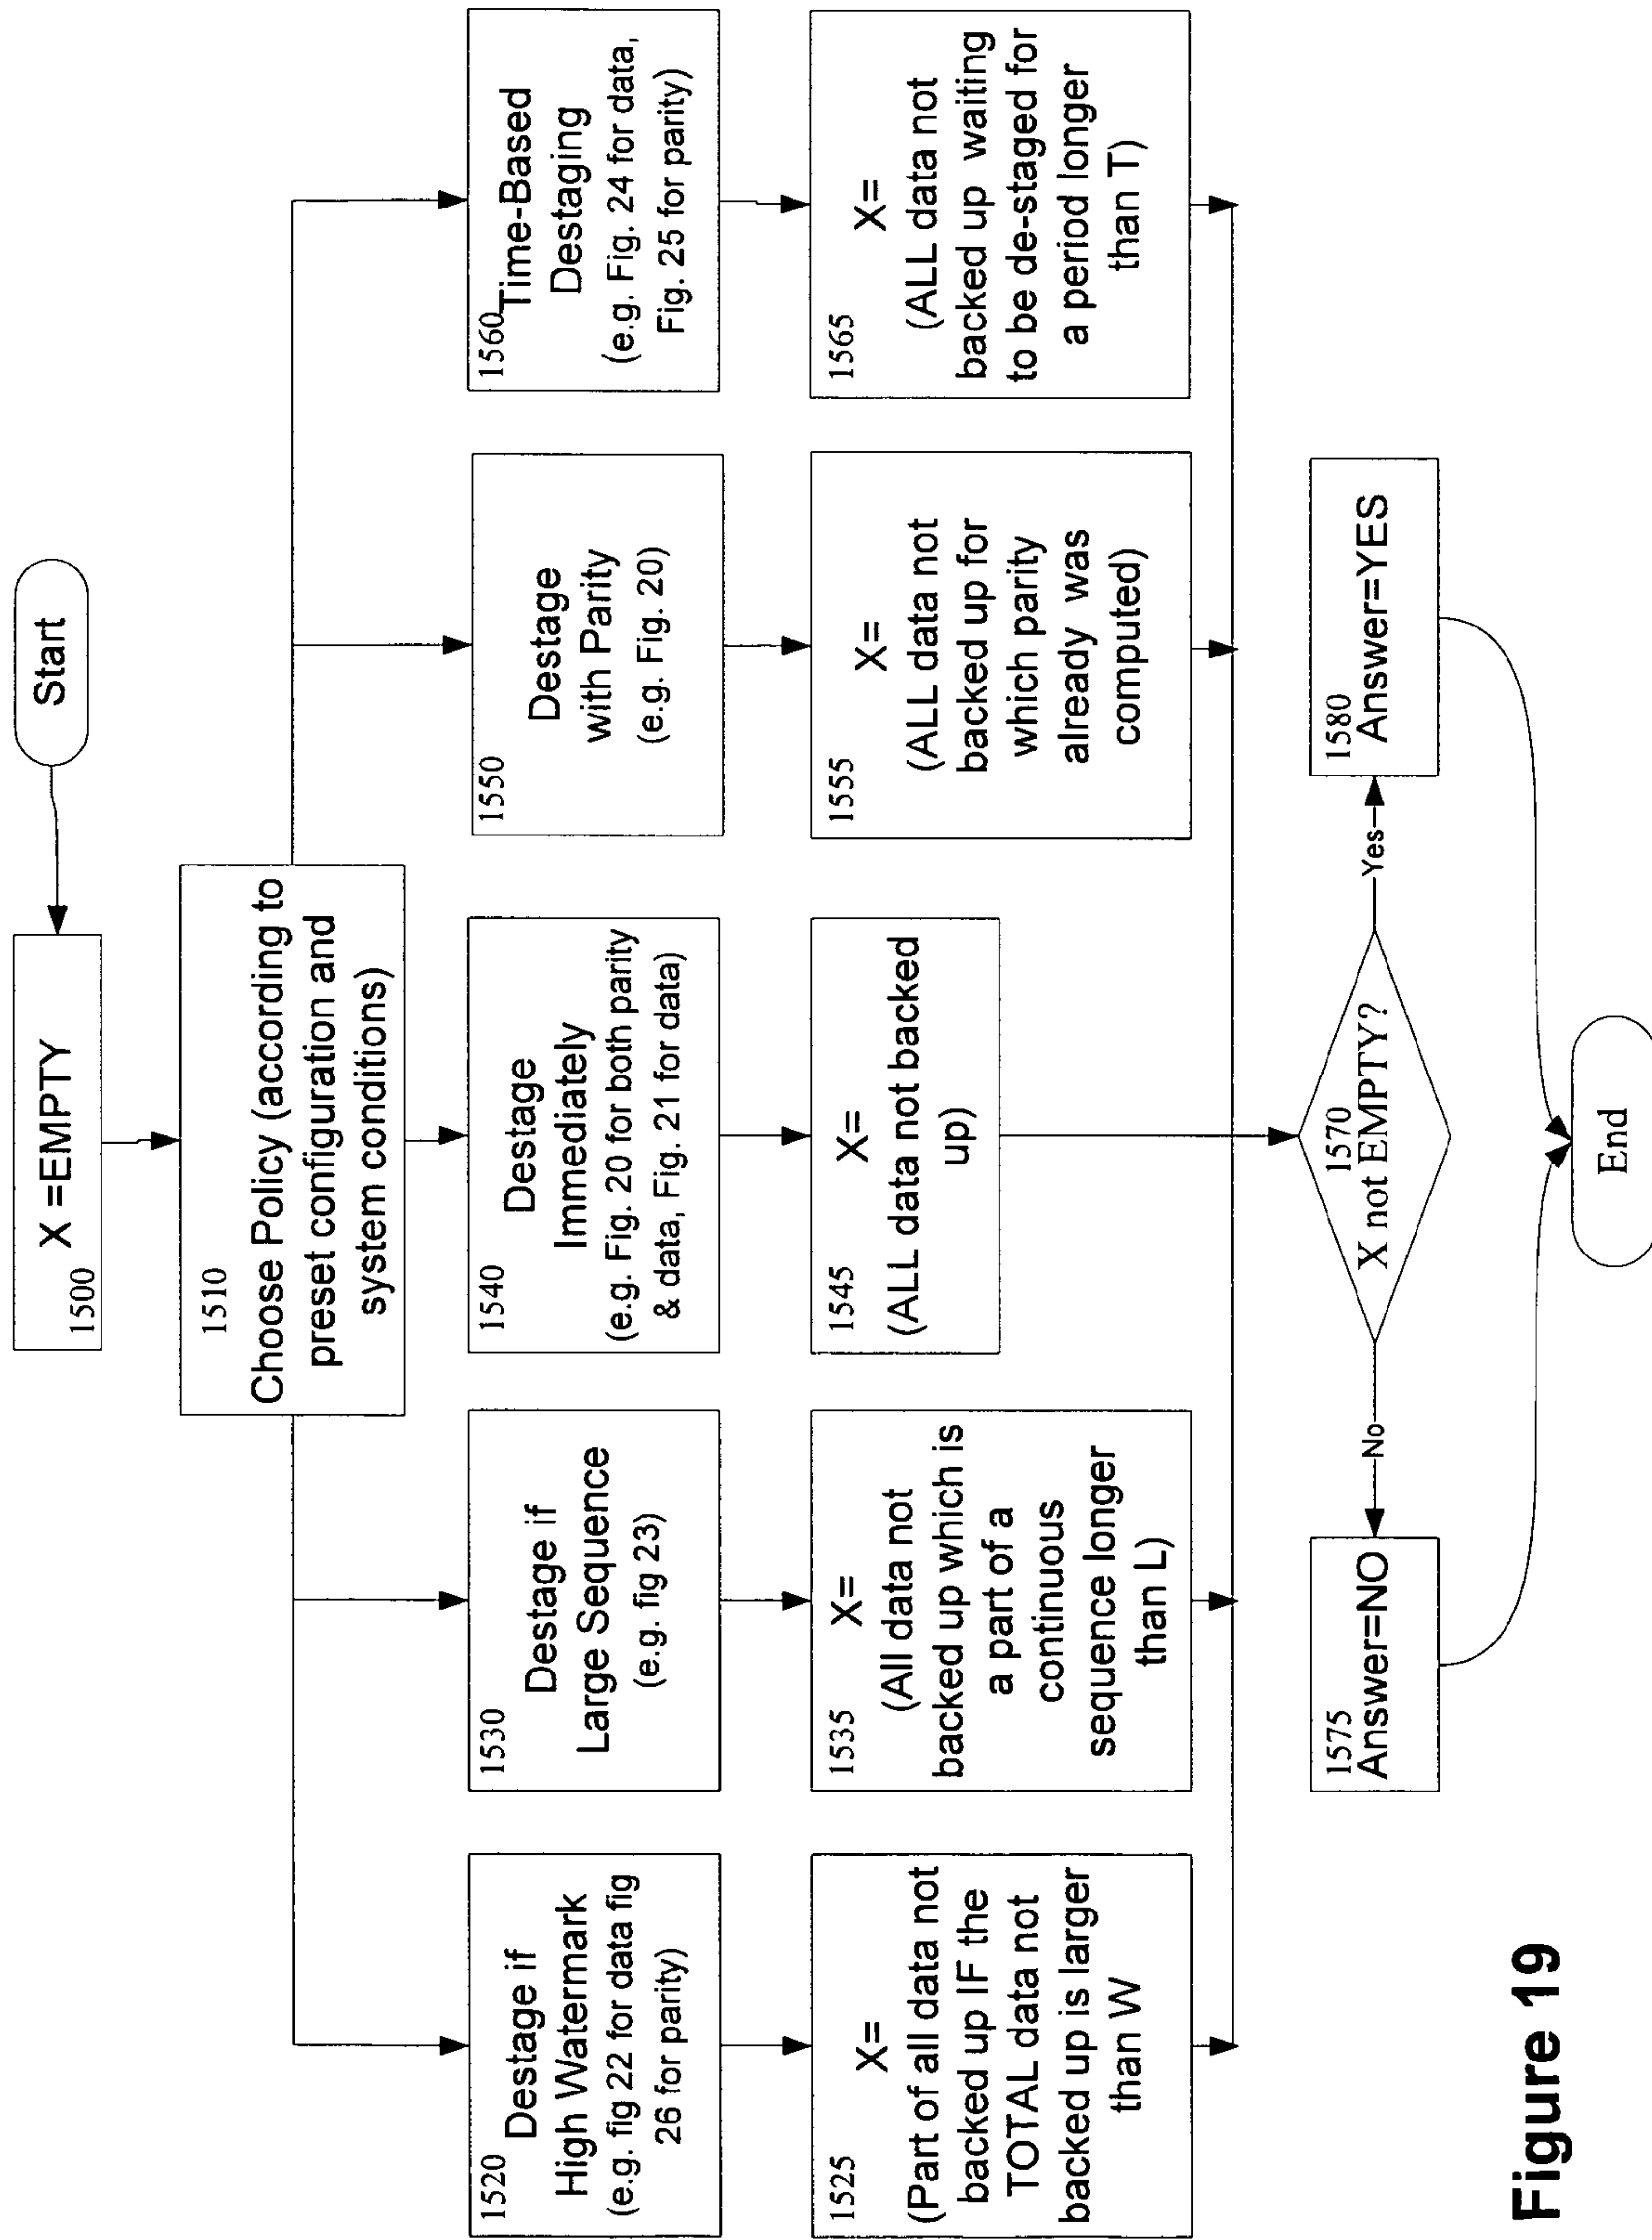 Start
X =EMPTY
1500
1510
Choose Policy (according to
preset configuration and
system conditions)
1520
Destage if
High Watermark
(e.g. fig 22 for data fig
26 for parity)
1530
Destage if
Large Sequence
(e.g. fig 23)
1540
Destage
Immediately
(e.g. Fig. 20 for both parity
& data, Fig. 21 for data)
1550
Destage
with Parity
(e.g. Fig. 20)
1560
Time-Based
Destaging
(e.g. Fig. 24 for data,
Fig. 25 for parity)
1525
X=
(Part of all data not
backed up IF the
TOTAL data not
backed up is larger
than W
1535
X=
(All data not
backed up which is
a part of a
continuous
sequence longer
than L)
1545
X=
(ALL data not backed
up)
1555
X=
(ALL data not
backed up for
which parity
already was
computed)
1565
X=
(ALL data not
backed up waiting
to be de-staged for
a period longer
than T)
1570
X not EMPTY?
No
Yes
1575
Answer=NO
1580
Answer=YES
End
Figure 19